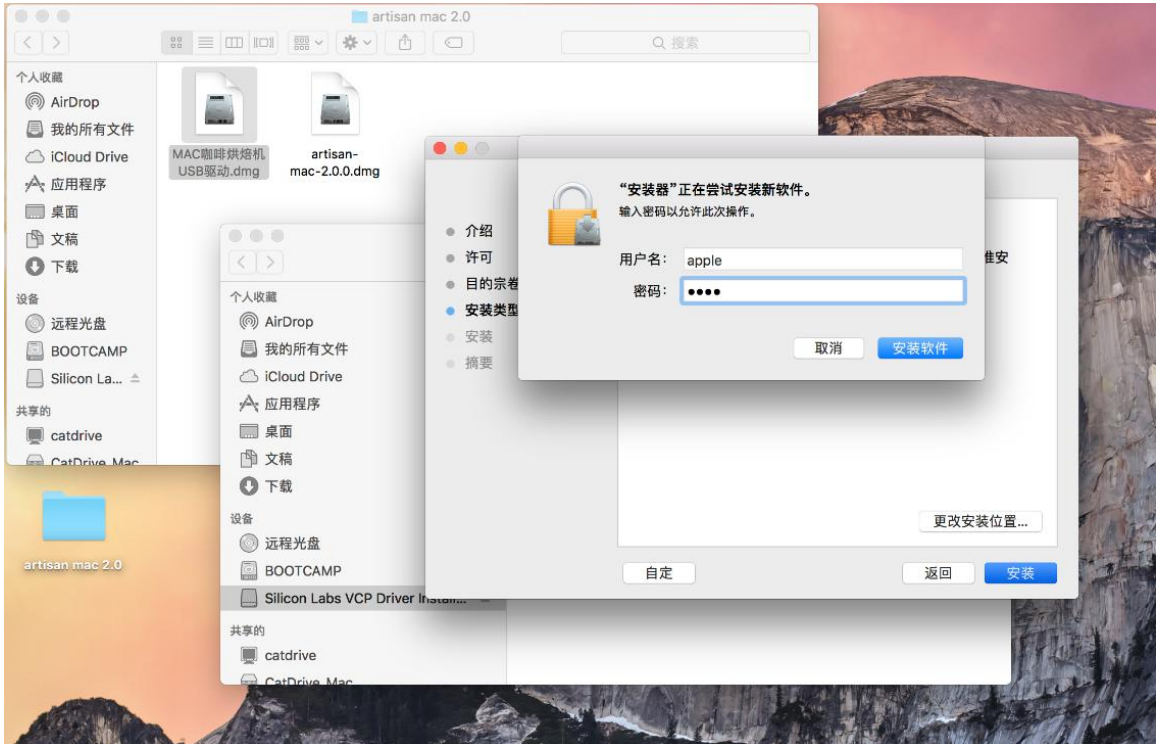 artisan mac 2.0
搜索
个人收藏
AirDrop
我的所有文件
iCloud Drive
应用程序
桌面
文稿
下载
设备
远程光盘
BOOTCAMP
Silicon La...
共享的
catdrive
CatDrive Mac
MAC咖啡烘焙机
USB驱动.dmg
artisan-
mac-2.0.0.dmg
artisan mac 2.0
个人收藏
AirDrop
我的所有文件
iCloud Drive
应用程序
桌面
文稿
下载
设备
远程光盘
BOOTCAMP
Silicon Labs VCP Driver Install...
共享的
catdrive
CatDrive Mac
介绍
许可
目的宗卷
安装类型
安装
摘要
准安
更改安装位置...
自定
返回
安装
“安装器”正在尝试安装新软件。
输入密码以允许此次操作。
用户名：
apple
密码：
••••
取消
安装软件